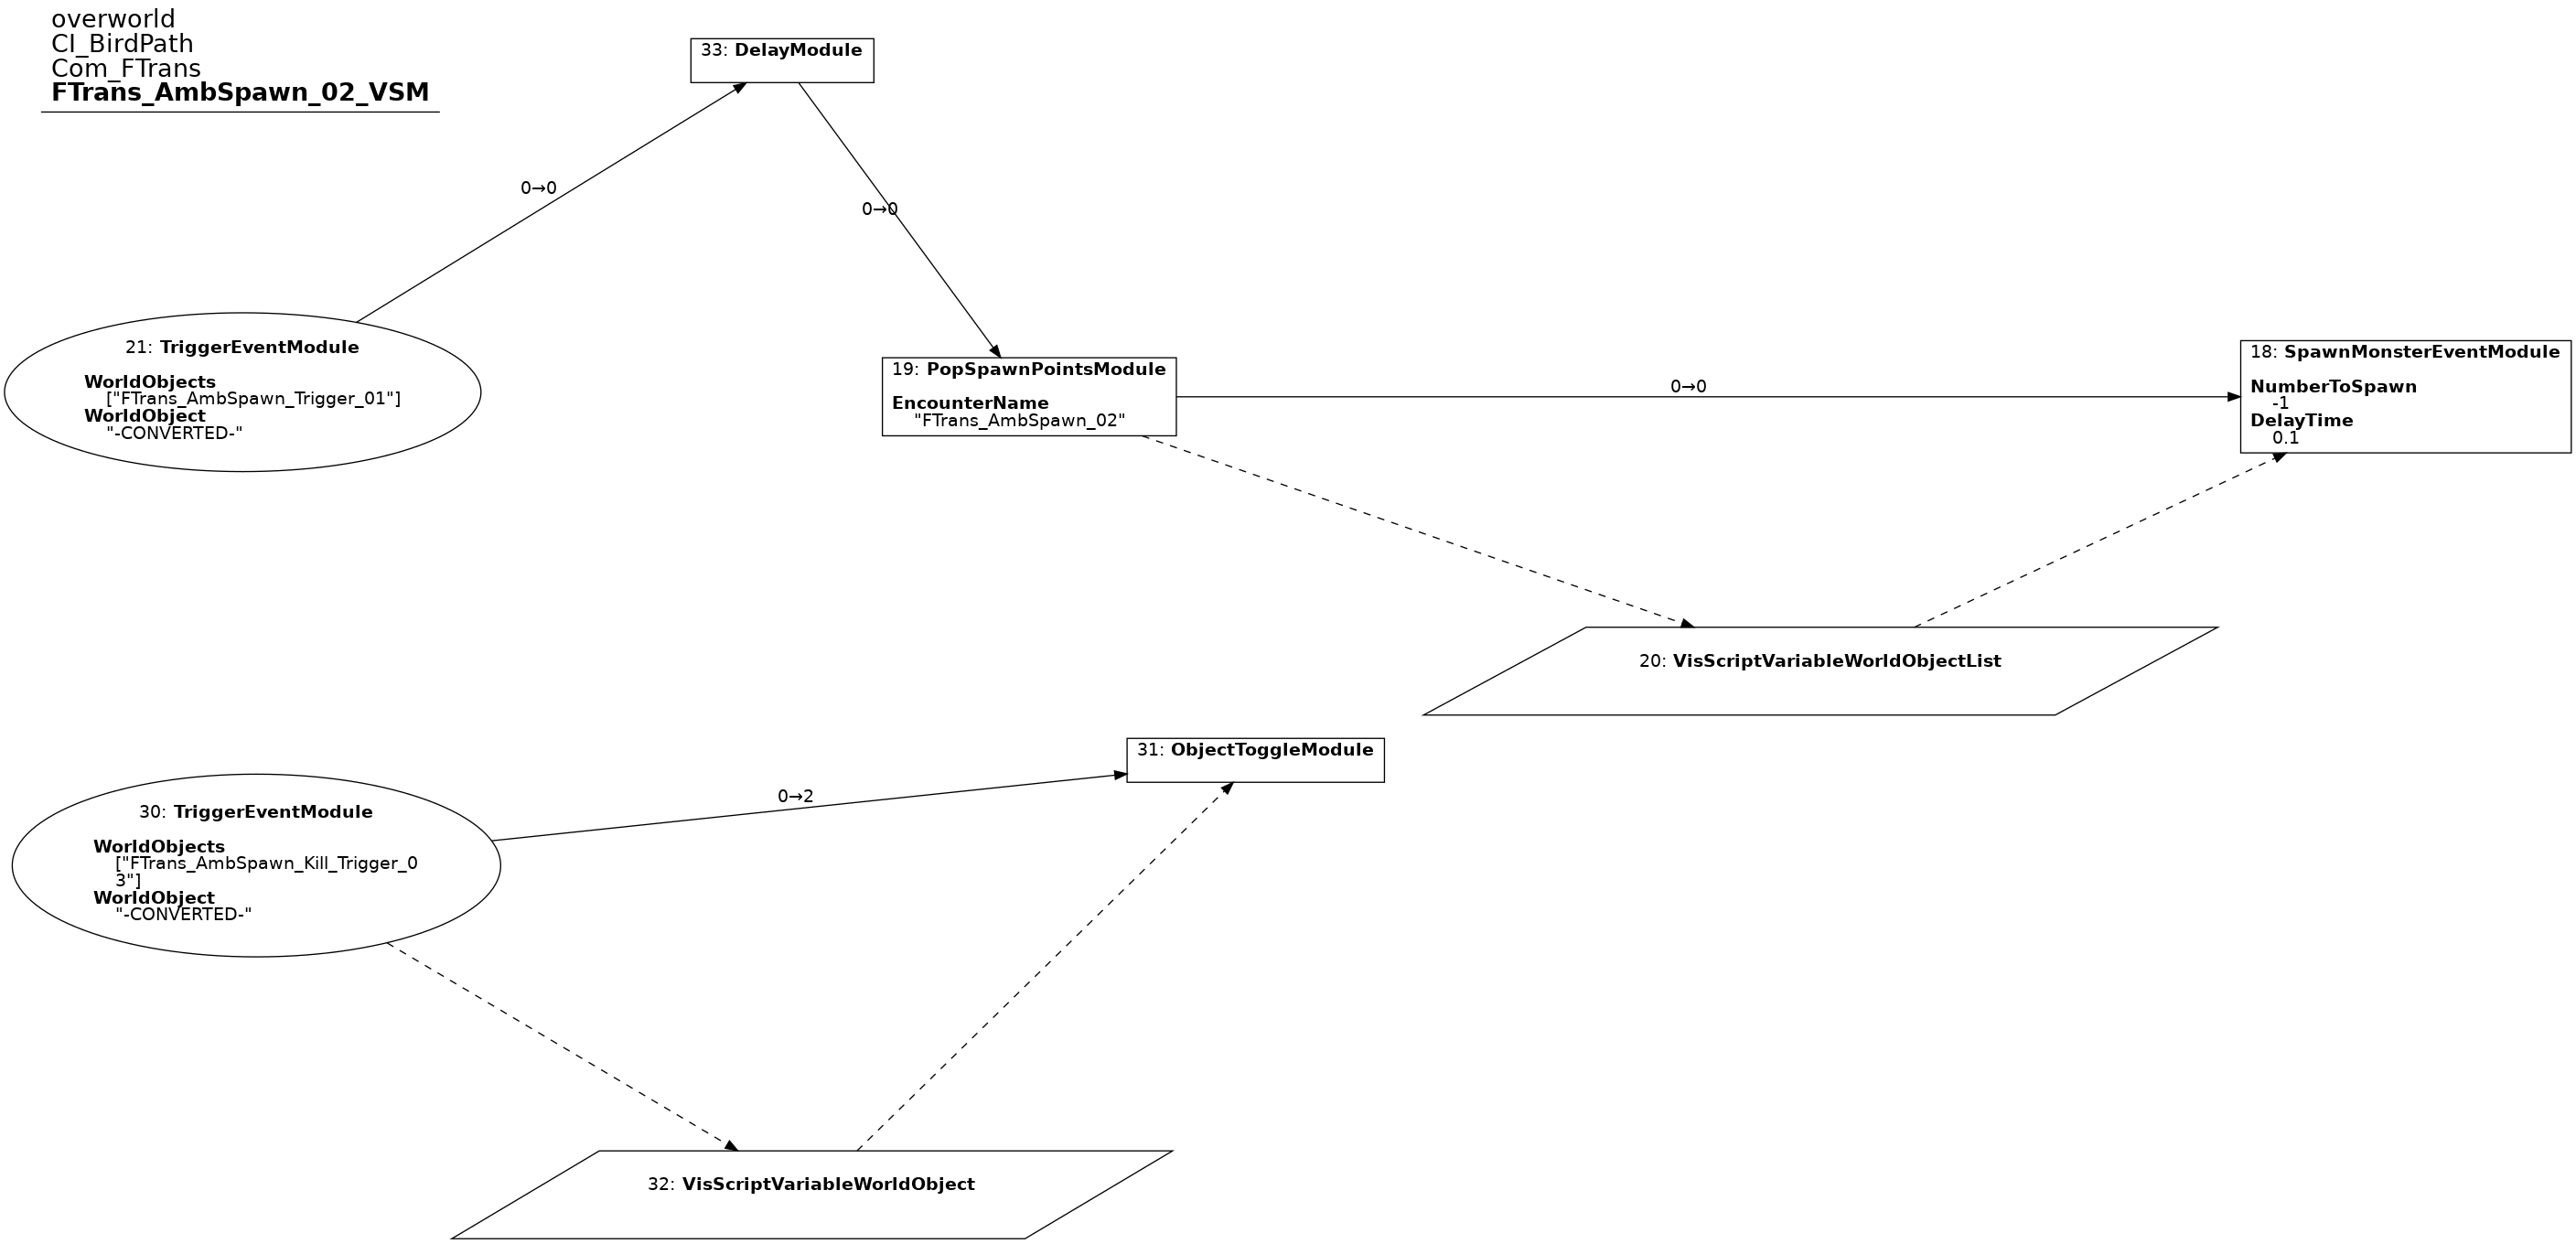 overworld
CI_BirdPath
Com_FTrans
FTrans_AmbSpawn_02_VSM
33: DelayModule
0→0
0→0
21: TriggerEventModule
WorldObjects
["FTrans_AmbSpawn_Trigger_01"]
WorldObject
"-CONVERTED-"
19: PopSpawnPointsModule
EncounterName
"FTrans_AmbSpawn_02"
0→0
18: SpawnMonsterEventModule
NumberToSpawn
-1
DelayTime
0.1
20: VisScriptVariableWorldObjectList
31: ObjectToggleModule
0→2
30: TriggerEventModule
WorldObjects
["FTrans_AmbSpawn_Kill_Trigger_0
3"]
WorldObject
"-CONVERTED-"
32: VisScriptVariableWorldObject